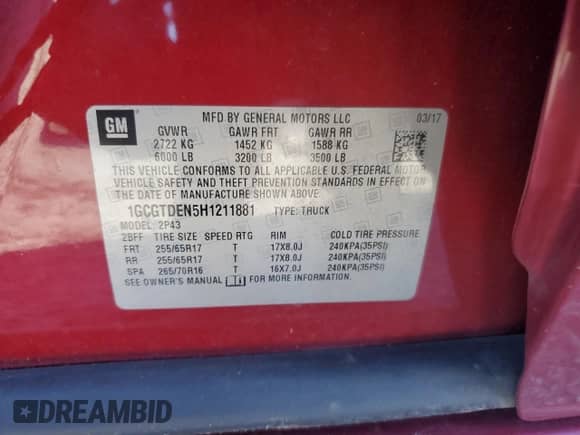 GM
MFD BY GENERAL MOTORS LLC 03/17
GVWR GAWR FRT GAWR RR
2722 KG 1452 KG 1588 KG
6000 LB 3200 LB 3500 LB
THIS VEHICLE CONFORMS TO ALL APPLICABLE U.S. FEDERAL MOTOR
VEHICLE SAFETY, BUMPER, AND THEFT PREVENTION STANDARDS IN EFFECT ON
THE DATE OF MANUFACTURE SHOWN ABOVE.
1GCGTDEN5H1211881 TYPE: TRUCK
MODEL: 2P43
2BFF TIRE SIZE SPEED RTG RIM COLD TIRE PRESSURE
FRT 255/65R17 T 17X8.0J 240KPA(35PSI)
RR 255/65R17 T 17X8.0J 240KPA(35PSI)
SPA 265/70R16 T 16X7.0J 240KPA(35PSI)
SEE OWNER'S MANUAL FOR MORE INFORMATION.
DREAMBID